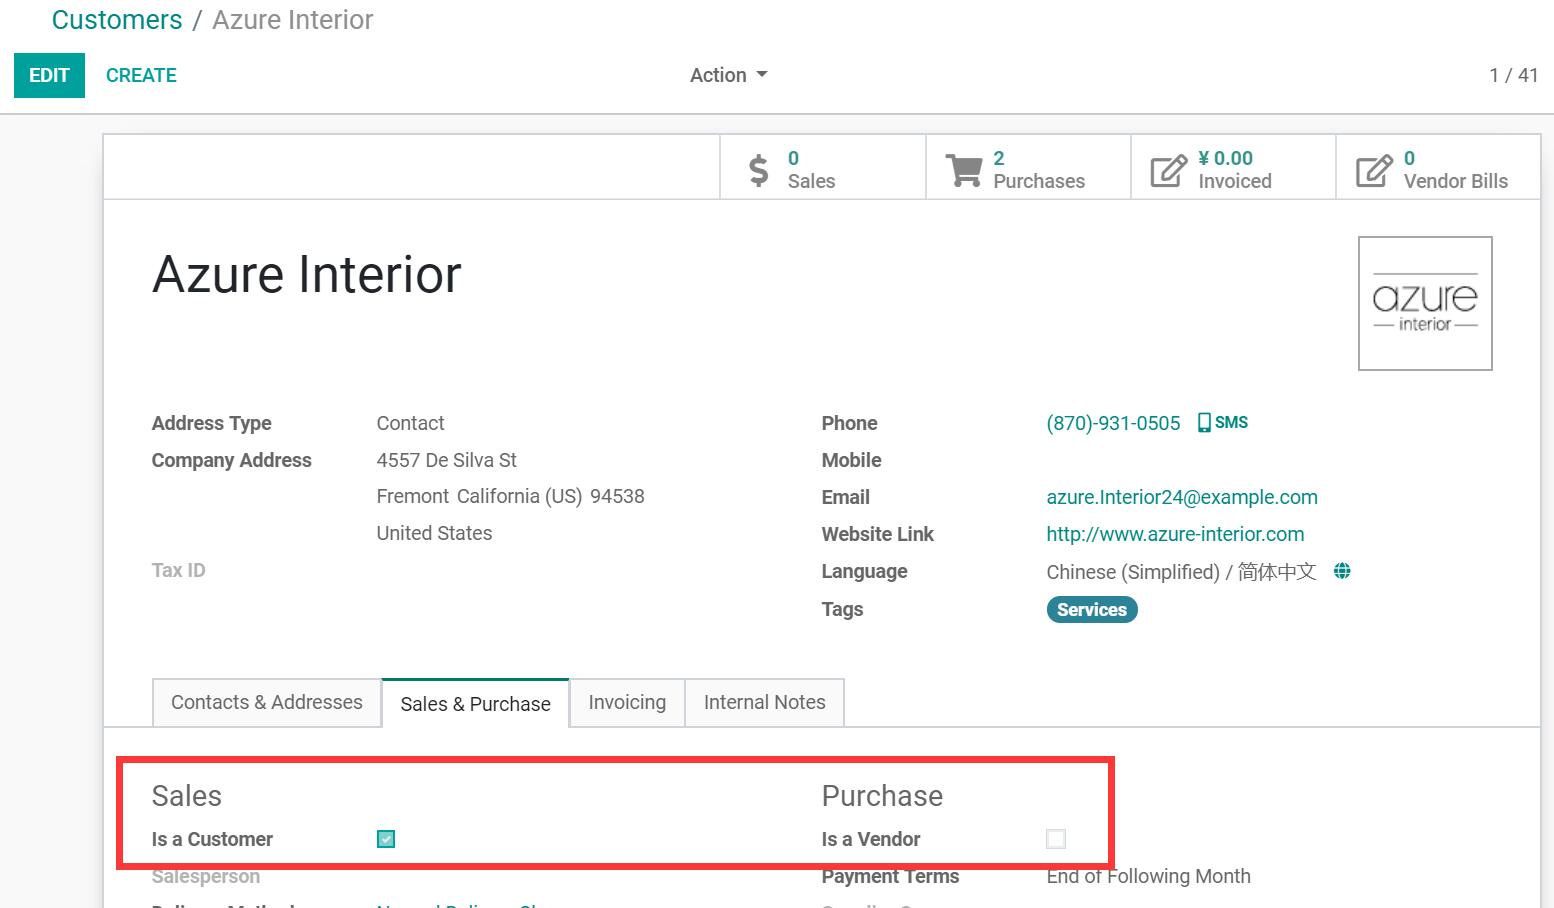 Customers / Azure Interior
EDIT CREATE Action 1 / 41
0 Sales
2 Purchases
¥ 0.00 Invoiced
0 Vendor Bills
Azure Interior
azure
interior
Address Type Contact
Company Address 4557 De Silva St
Fremont California (US) 94538
United States
Tax ID
Phone (870)-931-0505 SMS
Mobile
Email azure.Interior24@example.com
Website Link http://www.azure-interior.com
Language Chinese (Simplified) / 简体中文
Tags Services
Contacts & Addresses Sales & Purchase Invoicing Internal Notes
Sales
Is a Customer
Salesperson
Purchase
Is a Vendor
Payment Terms End of Following Month